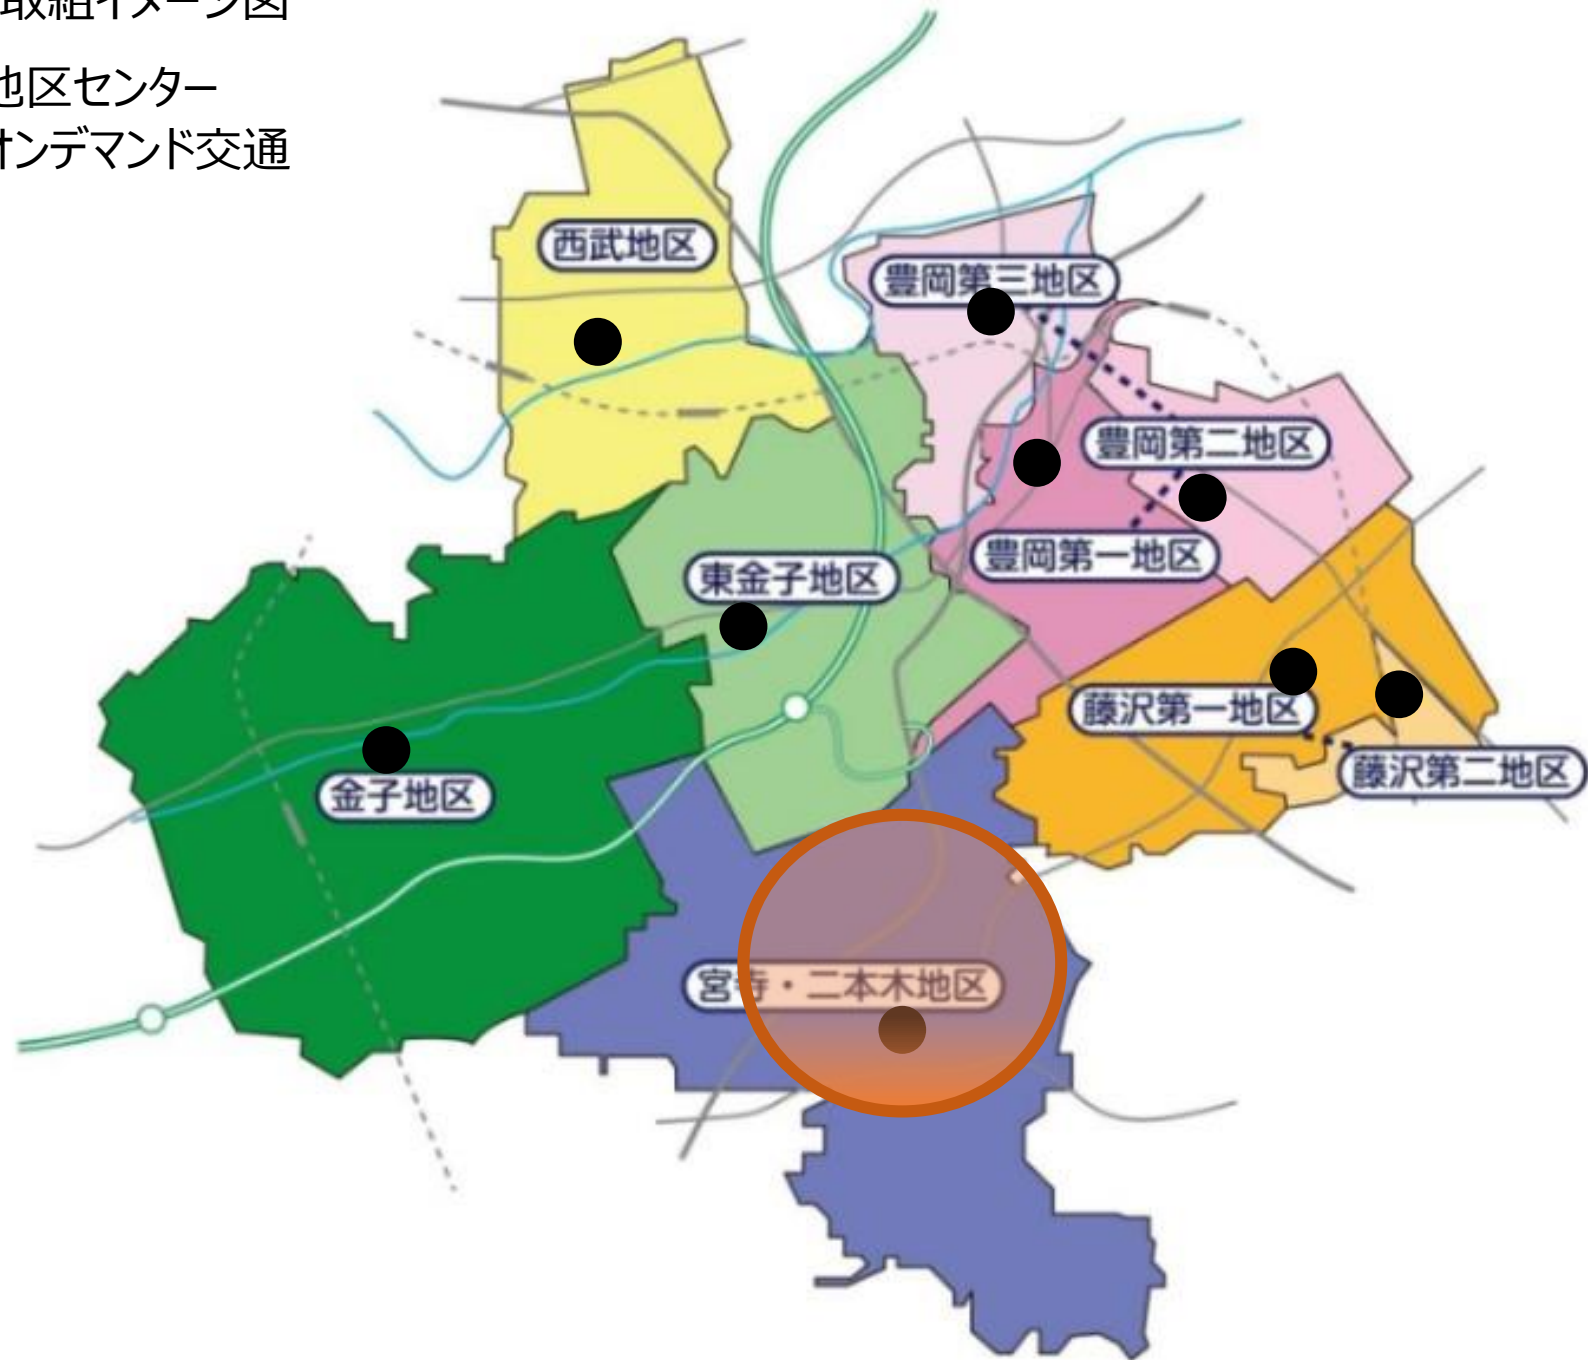 取組イメージ図
地区センター
オンデマンド交通
西武地区
豊岡第三地区
豊岡第二地区
豊岡第一地区
東金子地区
藤沢第一地区
藤沢第二地区
金子地区
宮寺・二本木地区